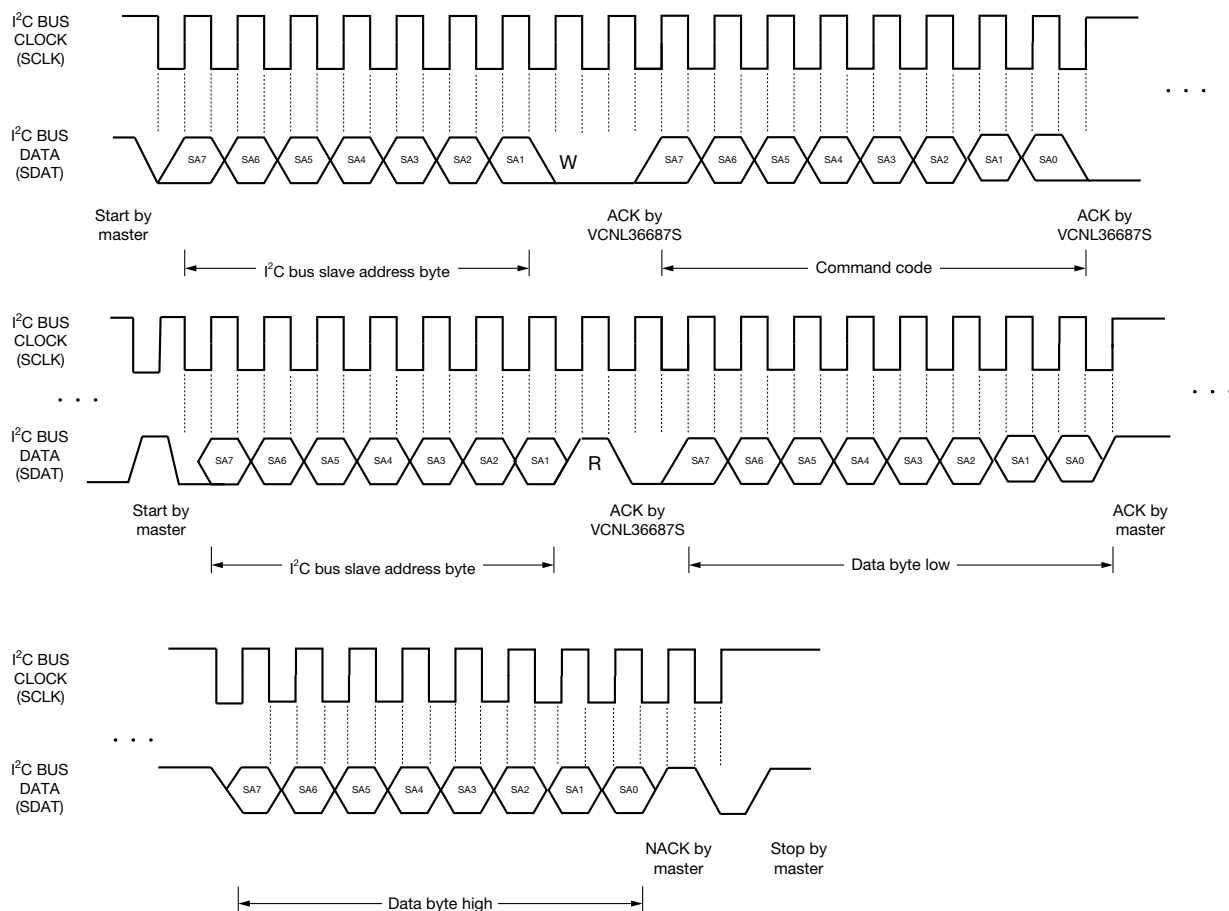 I²C BUS
CLOCK
(SCLK)
. . .
I²C BUS
DATA
(SDAT)
SA7 SA6 SA5 SA4 SA3 SA2 SA1 W SA7 SA6 SA5 SA4 SA3 SA2 SA1 SA0
Start by
master
ACK by
VCNL36687S
ACK by
VCNL36687S
I²C bus slave address byte
Command code
I²C BUS
CLOCK
(SCLK)
. . .
. . .
I²C BUS
DATA
(SDAT)
SA7 SA6 SA5 SA4 SA3 SA2 SA1 R SA7 SA6 SA5 SA4 SA3 SA2 SA1 SA0
Start by
master
ACK by
VCNL36687S
ACK by
master
I²C bus slave address byte
Data byte low
I²C BUS
CLOCK
(SCLK)
. . .
I²C BUS
DATA
(SDAT)
SA7 SA6 SA5 SA4 SA3 SA2 SA1 SA0
NACK by
master
Stop by
master
Data byte high